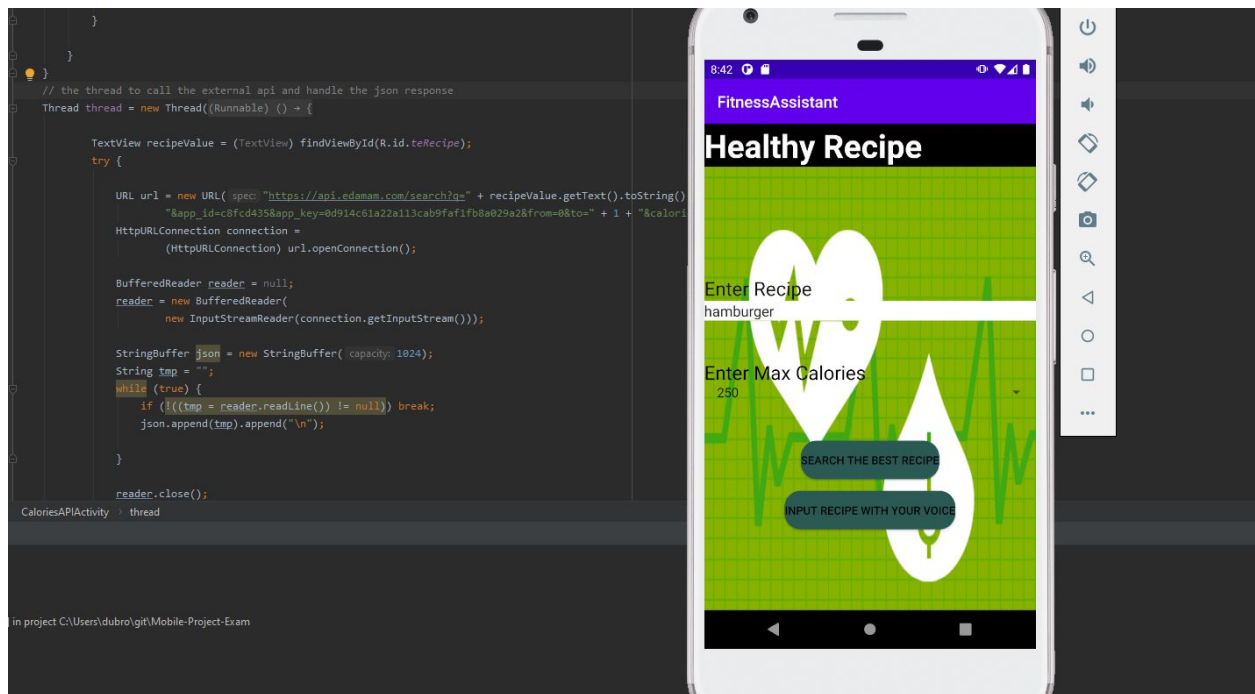 }
}
}
// the thread to call the external api and handle the json response
Thread thread = new Thread((Runnable) () → {
TextView recipeValue = (TextView) findViewById(R.id.teRecipe);
try {
URL url = new URL( spec: "https://api.edamam.com/search?q=" + recipeValue.getText().toString()
"&app_id=c8fcd435&app_key=0d914c61a22a113cab9faf1fb8a029a2&from=0&to=" + 1 + "&calori
HttpURLConnection connection =
(HttpURLConnection) url.openConnection();
BufferedReader reader = null;
reader = new BufferedReader(
new InputStreamReader(connection.getInputStream()));
StringBuffer json = new StringBuffer( capacity: 1024);
String tmp = "";
while (true) {
if (!((tmp = reader.readLine()) != null)) break;
json.append(tmp).append("\n");
}
reader.close();
CaloriesAPIActivity > thread
] in project C:\Users\dubro\git\Mobile-Project-Exam
8:42
FitnessAssistant
Healthy Recipe
Enter Recipe
hamburger
Enter Max Calories
250
SEARCH THE BEST RECIPE
INPUT RECIPE WITH YOUR VOICE